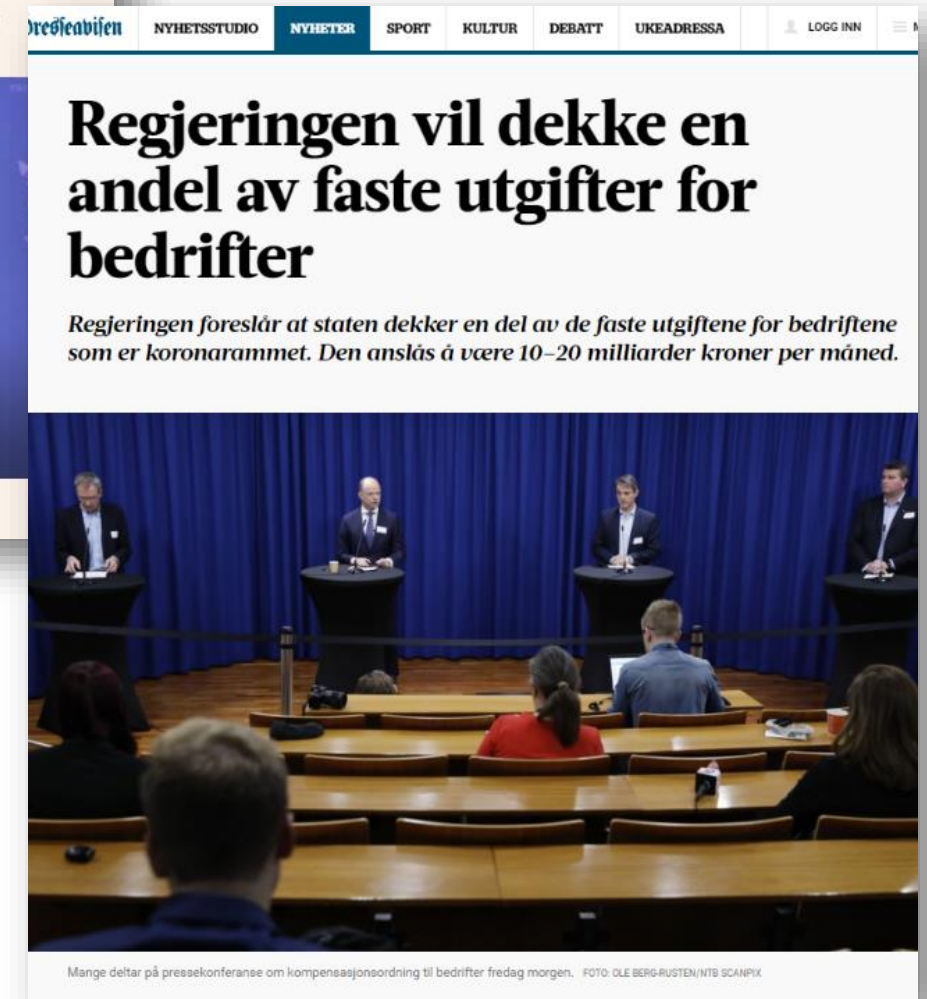 NYHETSSTUDIO NYHETER SPORT KULTUR DEBATT UKEADRESSA LOGG INN
Regjeringen vil dekke en
andel av faste utgifter for
bedrifter
Regjeringen foreslår at staten dekker en del av de faste utgiftene for bedriftene
som er koronarammet. Den anslås å være 10–20 milliarder kroner per måned.
Mange deltar på pressekonferanse om kompensasjonsordning til bedrifter fredag morgen. FOTO: OLE BERG-RUSTEN/NTB SCANPIX